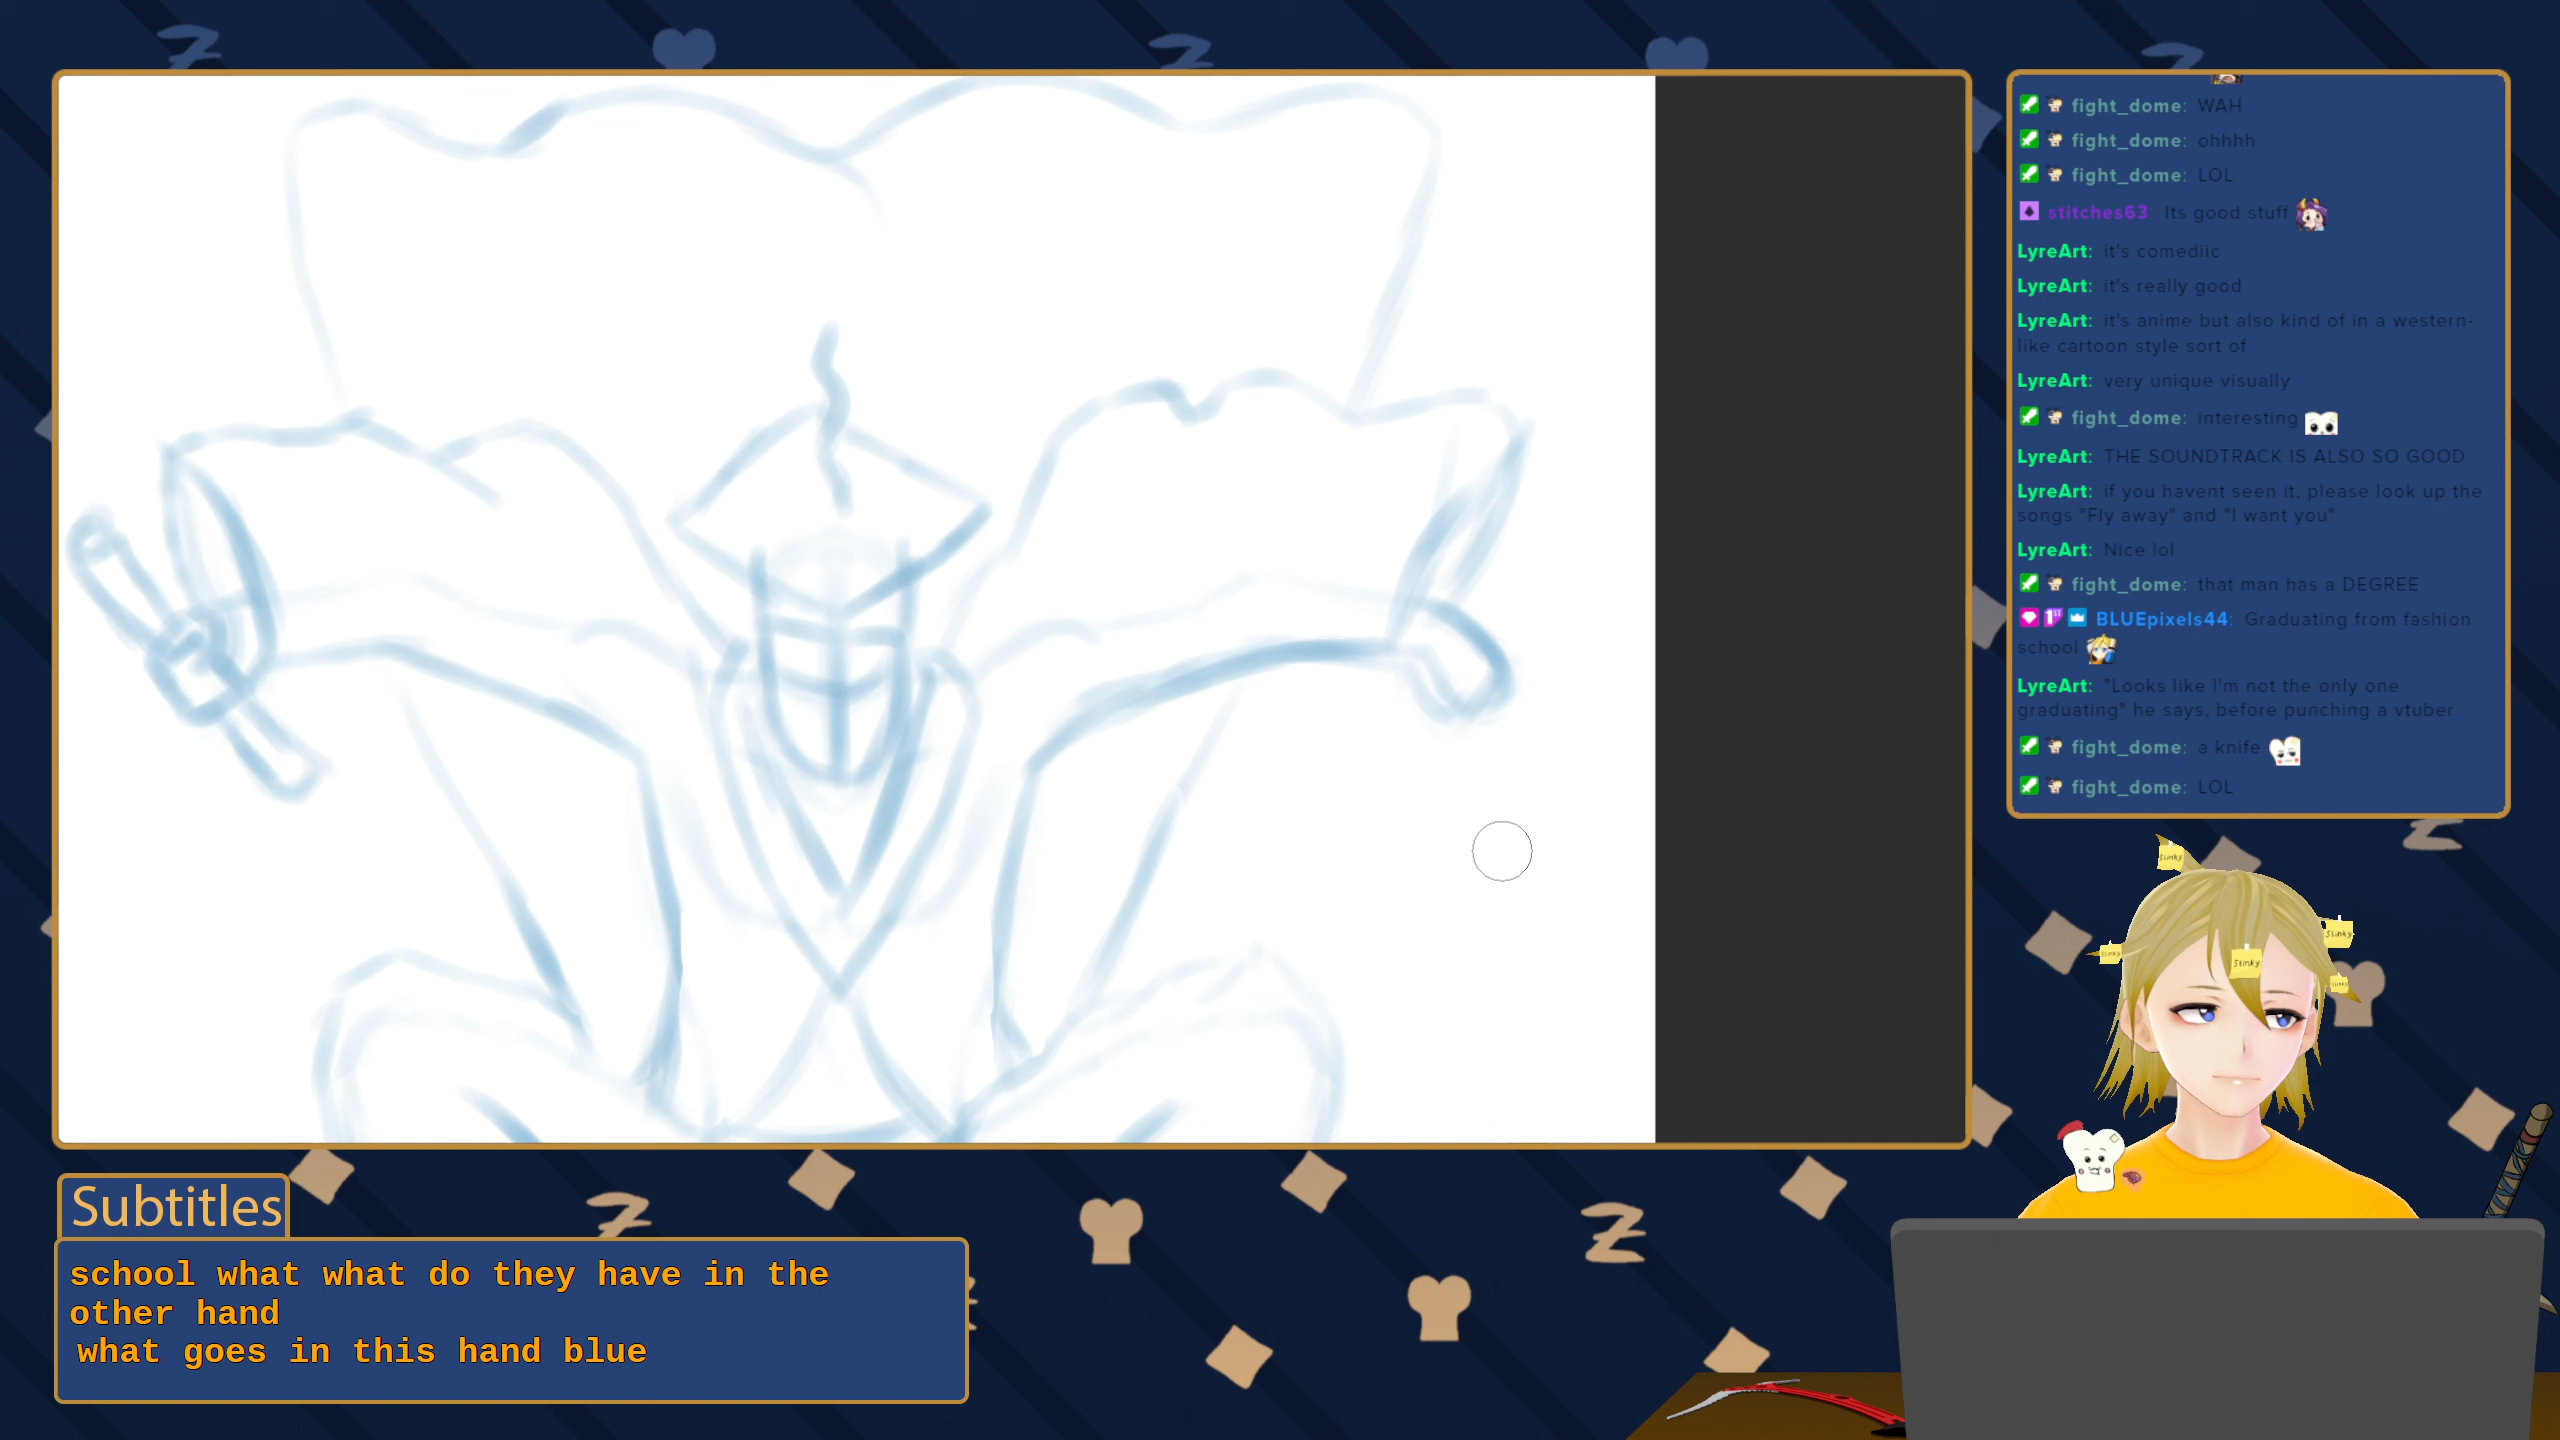 fight_dome: WAH
fight_dome: ohhhh
fight_dome: LOL
stitches63 Its good stuff
LyreArt: it's comediic
LyreArt: it's really good
LyreArt: it's anime but also kind of in a western-
like cartoon style sort of
LyreArt: very unique visually
fight_dome: interesting
LyreArt: THE SOUNDTRACK IS ALSO SO GOOD
LyreArt: if you havent seen it, please look up the
songs "Fly away" and "I want you"
LyreArt: Nice lol
fight_dome: that man has a DEGREE
BLUEpixels44: Graduating from fashion
school
LyreArt: "Looks like I'm not the only one
graduating" he says, before punching a vtuber
fight_dome: a knife
fight_dome: LOL
Slinky
Slinky
Slinky
Slinky
Slinky
Subtitles
school what what do they have in the
other hand
what goes in this hand blue